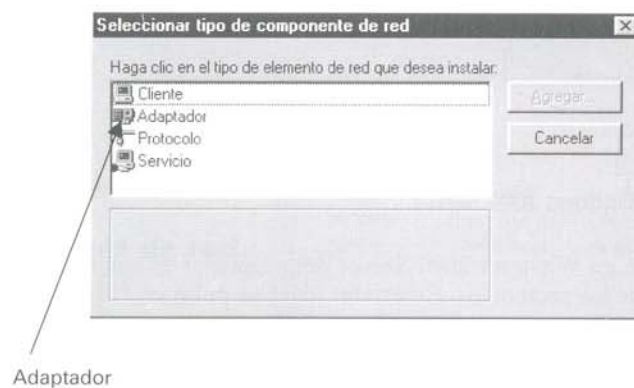 Seleccionar tipo de componente de red
Haga clic en el tipo de elemento de red que desea instalar:
Cliente
Adaptador
Protocolo
Servicio
Agregar...
Cancelar
Adaptador